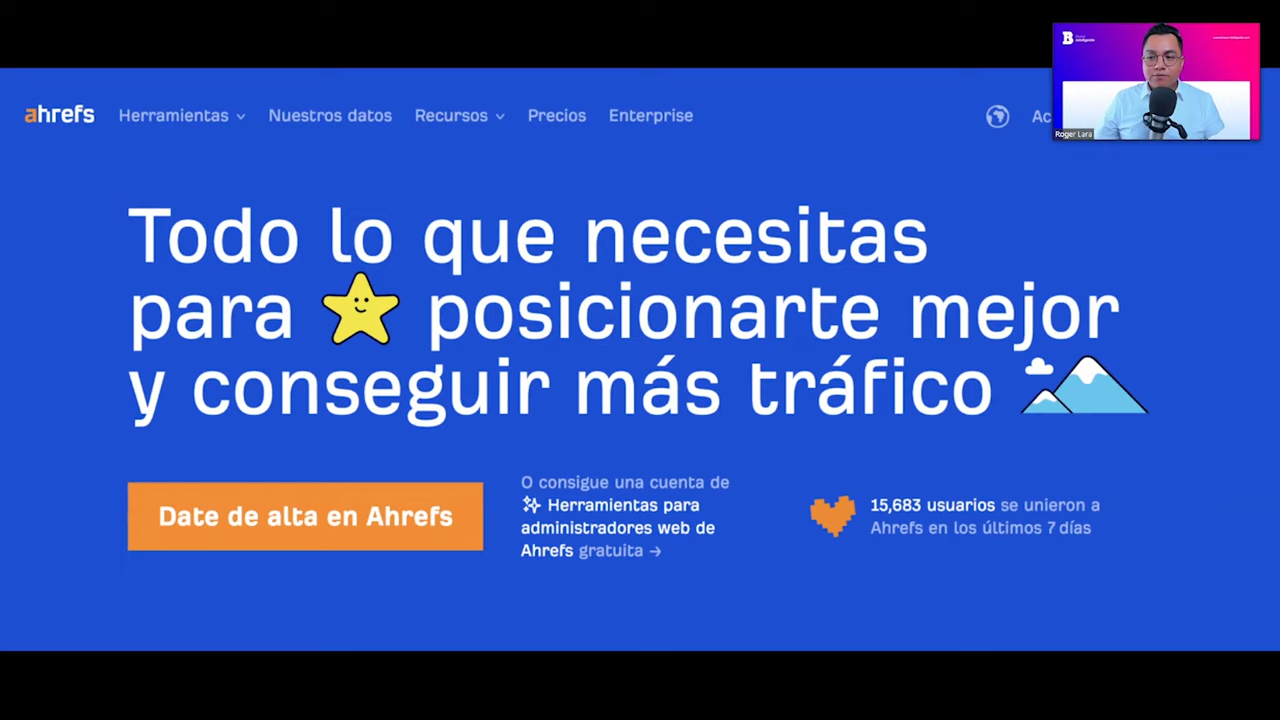 ahrefs
Herramientas
Nuestros datos
Recursos
Precios
Enterprise
Ac
Roger Lara
Todo lo que necesitas
para posicionarte mejor
y conseguir más tráfico
Date de alta en Ahrefs
O consigue una cuenta de
Herramientas para
administradores web de
Ahrefs gratuita →
15,683 usuarios se unieron a
Ahrefs en los últimos 7 días